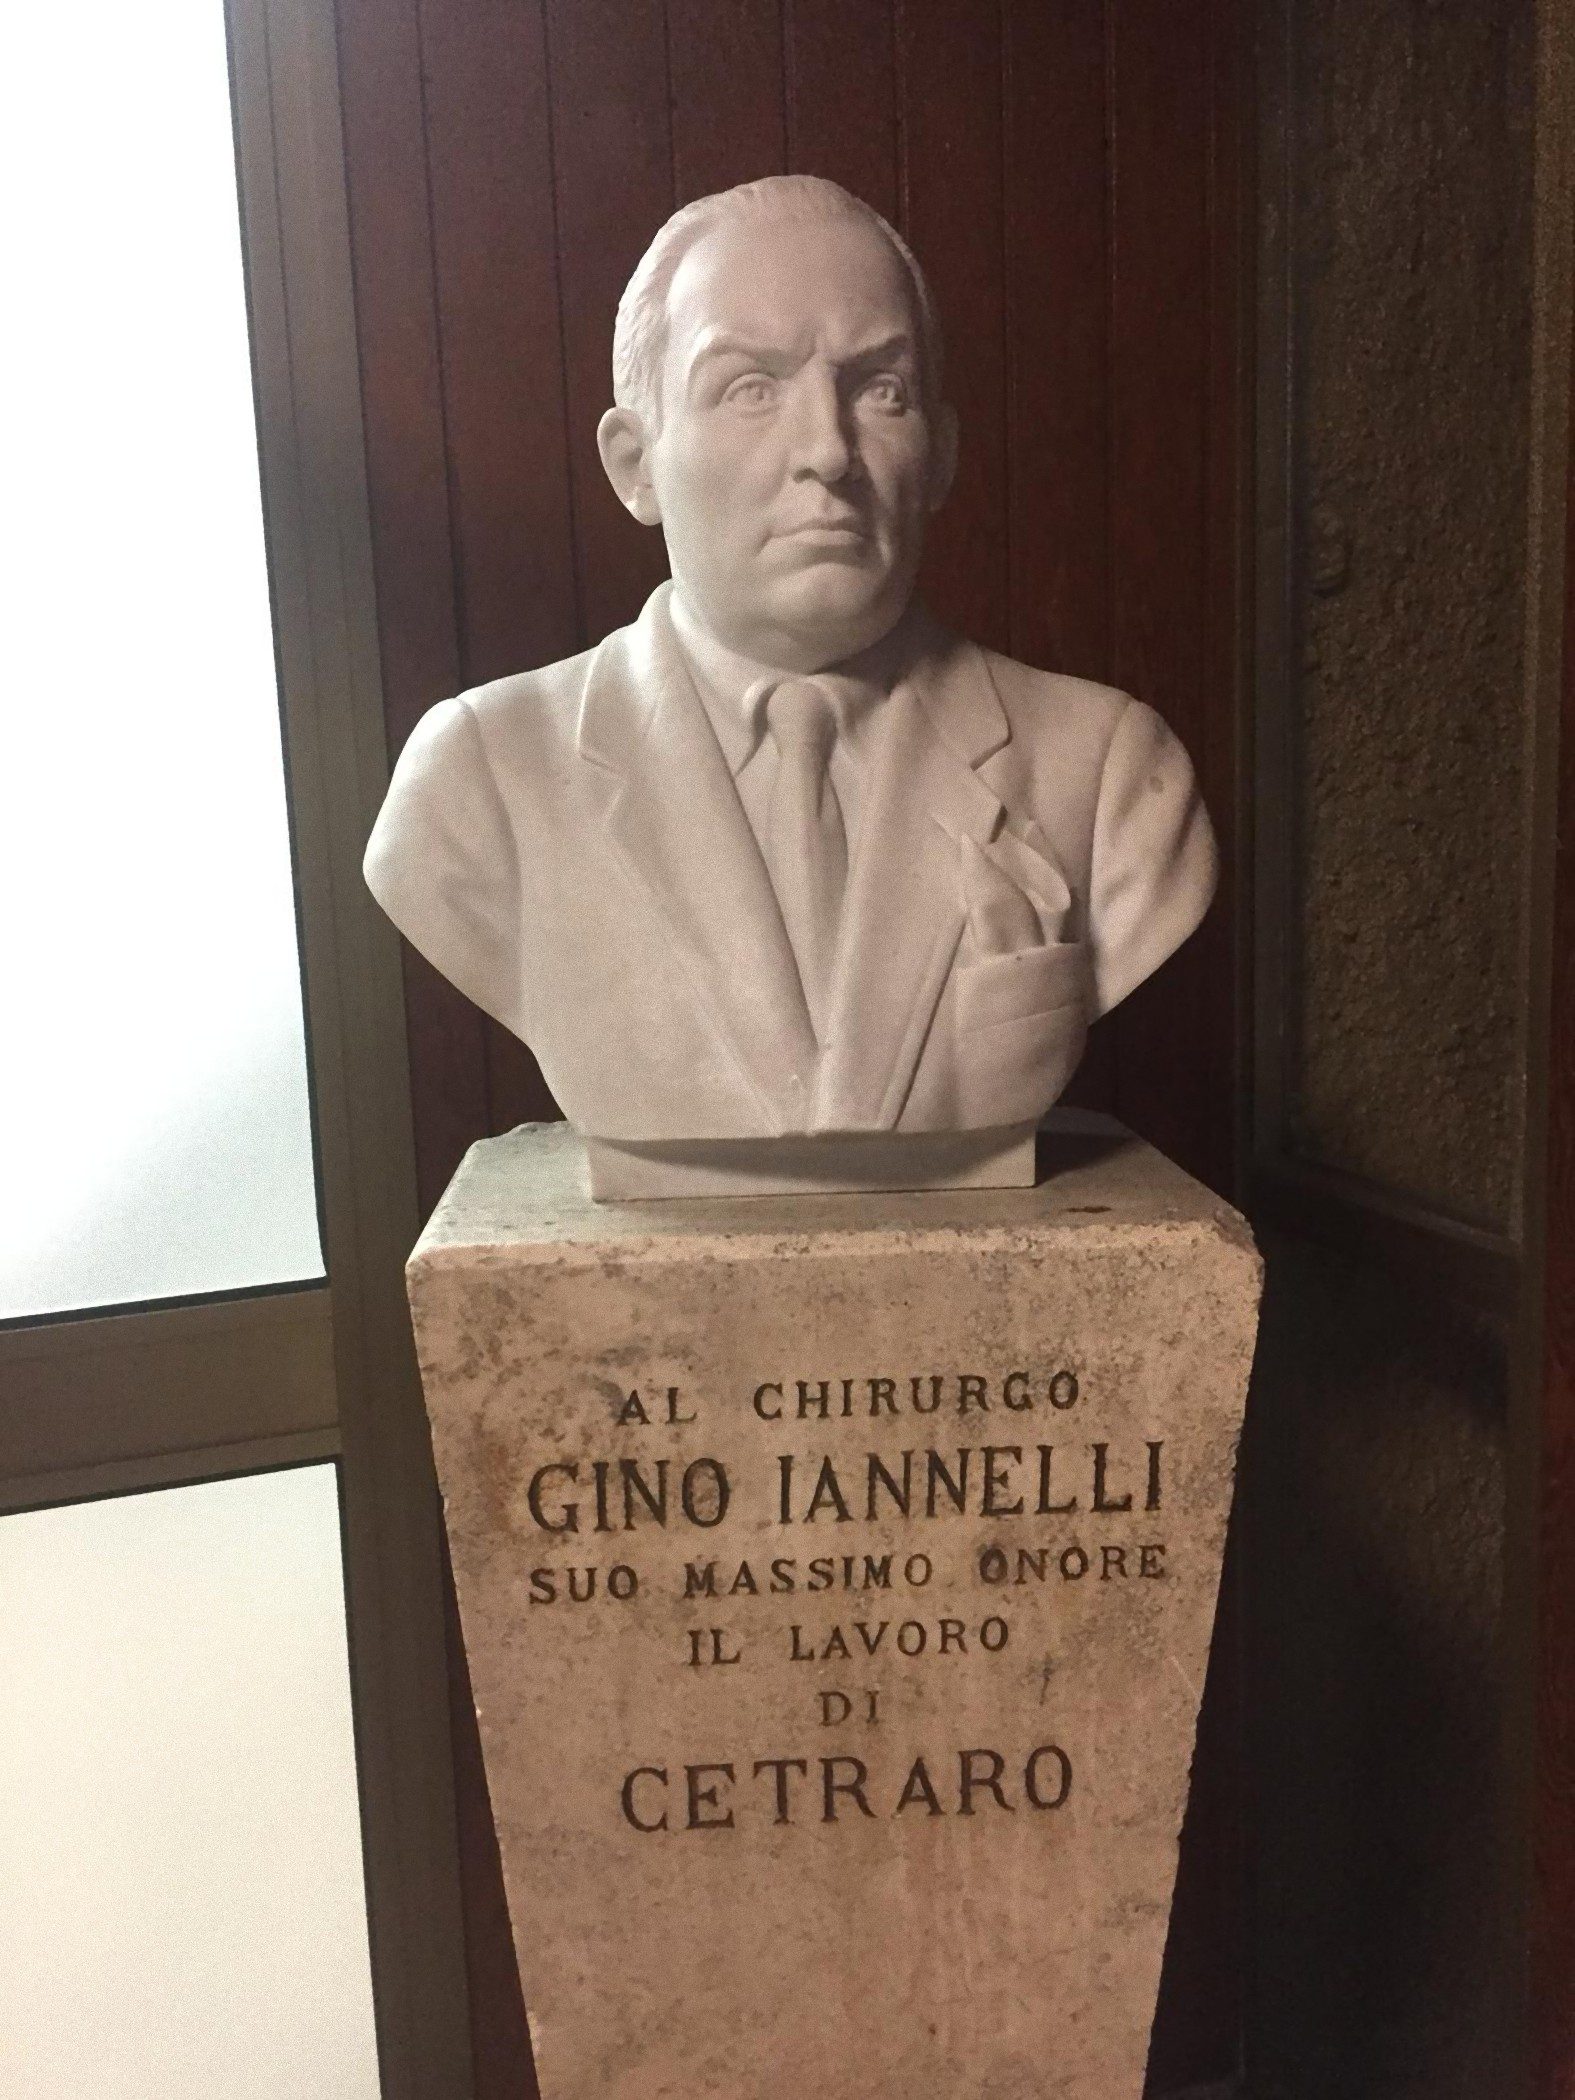 AL CHIRURGO
GINO IANNELLI
SUO MASSIMO ONORE
IL LAVORO
DI
CETRARO